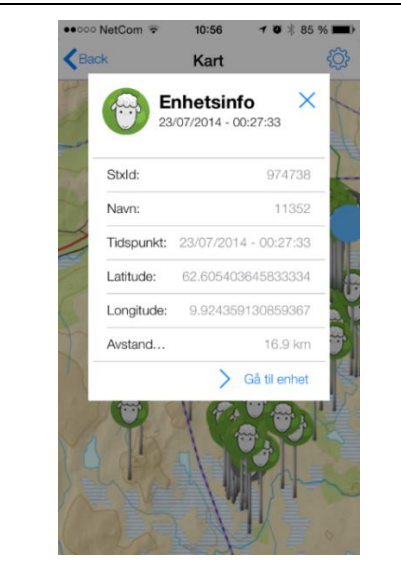 NetCom 10:56 85 %
Back Kart
Enhetsinfo
23/07/2014 - 00:27:33
StxId: 974738
Navn: 11352
Tidspunkt: 23/07/2014 - 00:27:33
Latitude: 62.605403645833334
Longitude: 9.924359130859367
Avstand... 16.9 km
Gå til enhet